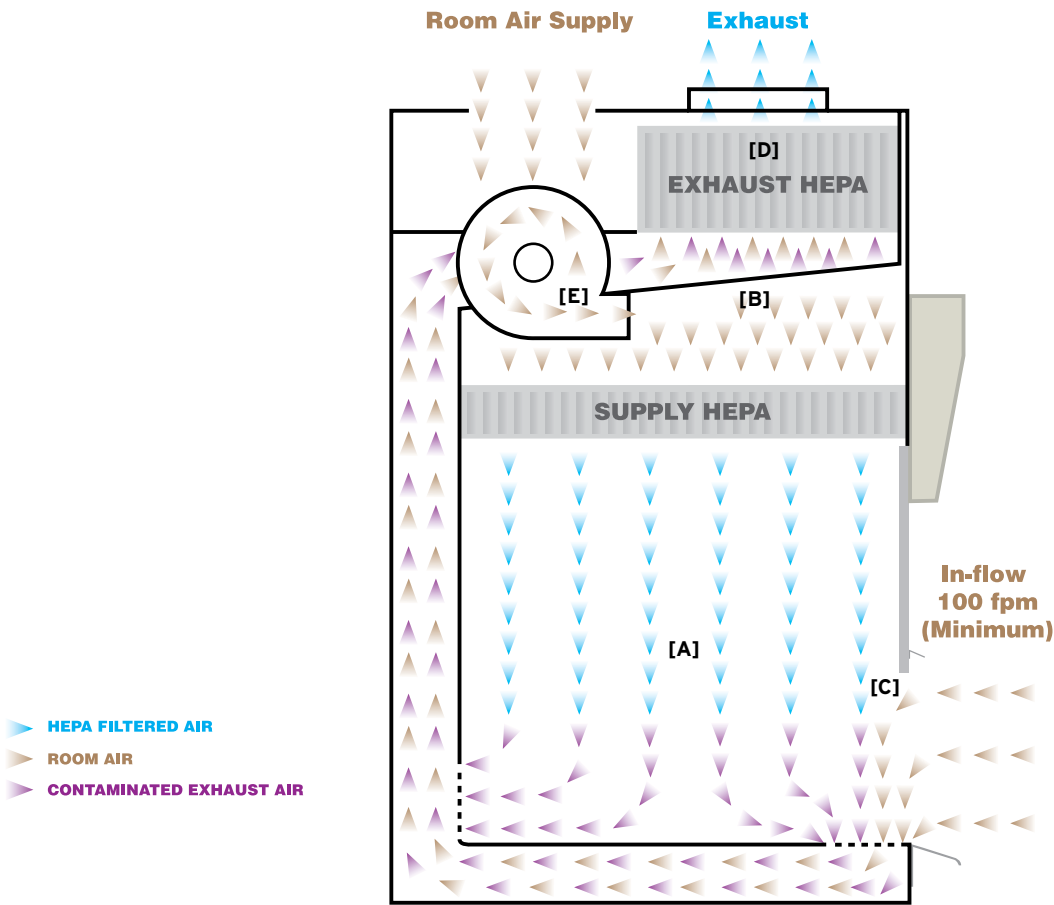 Room Air Supply
Exhaust
[D]
EXHAUST HEPA
[E]
[B]
SUPPLY HEPA
In-flow
100 fpm
(Minimum)
[A]
[C]
HEPA FILTERED AIR
ROOM AIR
CONTAMINATED EXHAUST AIR